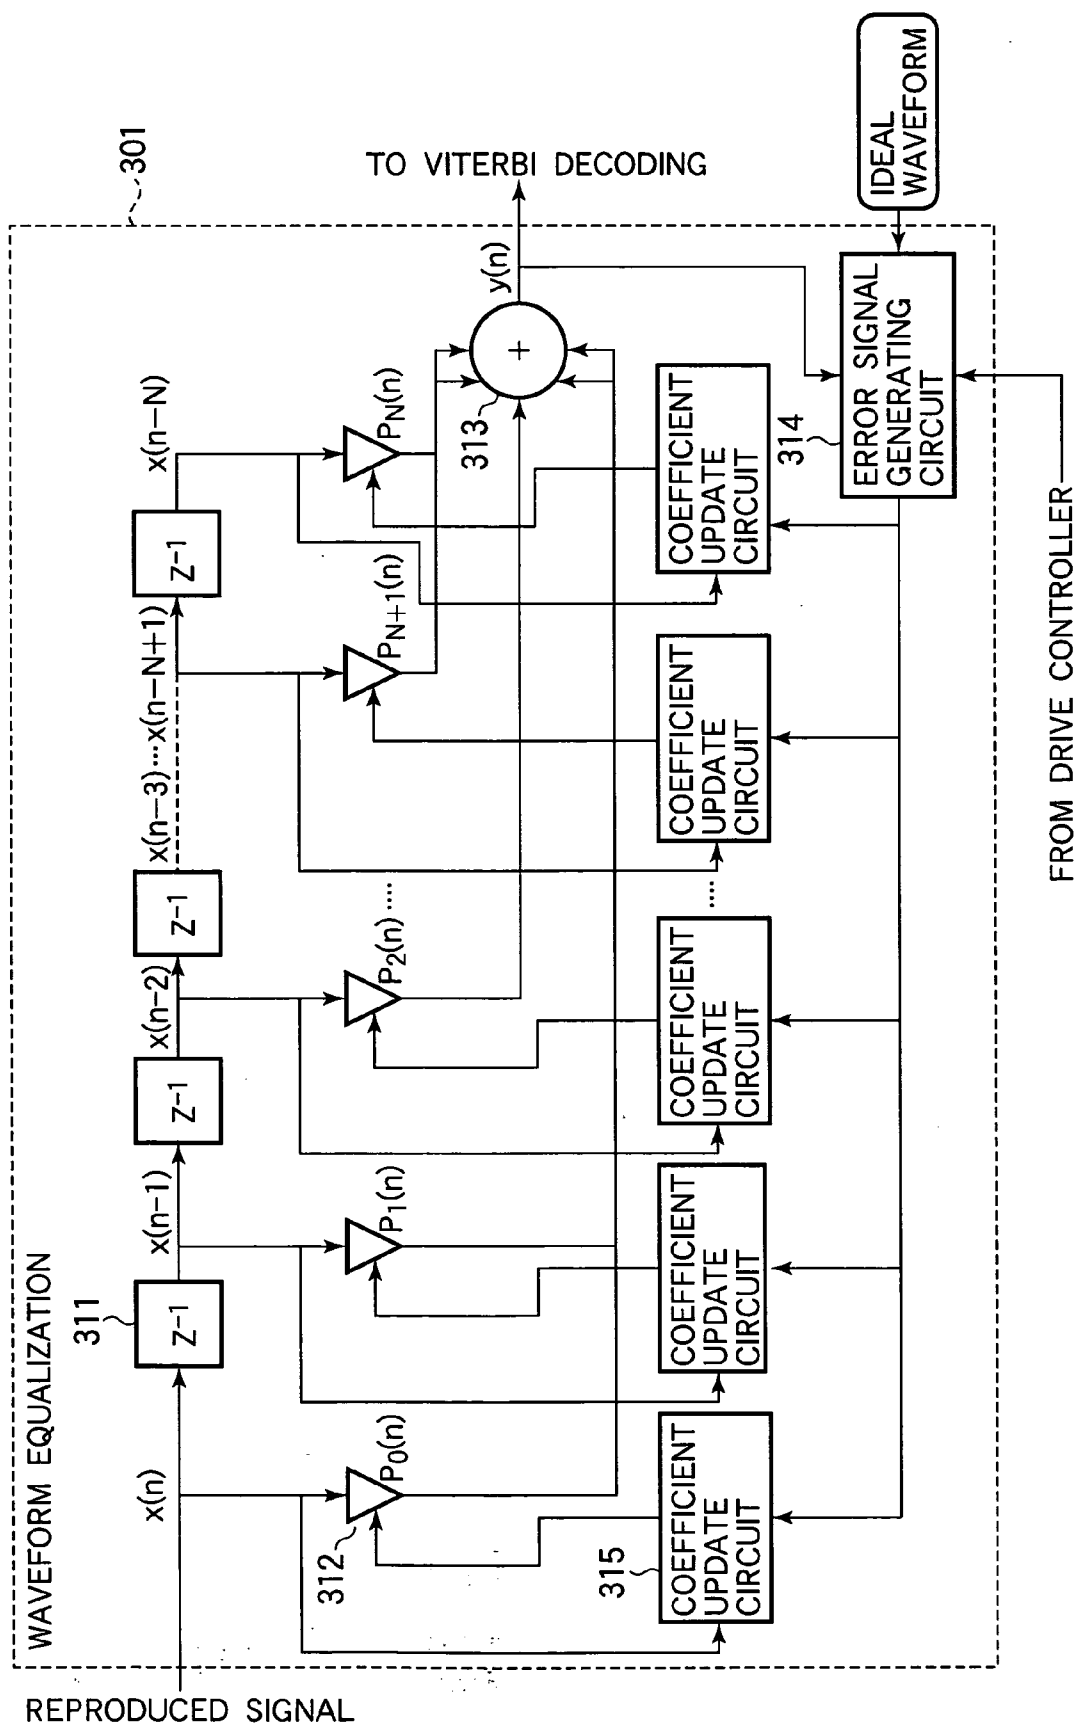 WAVEFORM EQUALIZATION
301
REPRODUCED SIGNAL
x(n)
311
Z–1
x(n–1)
Z–1
x(n–2)
Z–1
x(n–3)···x(n–N+1)
Z–1
x(n–N)
312
P0(n)
P1(n)
P2(n)
····
PN+1(n)
PN(n)
313
+
y(n)
TO VITERBI DECODING
315
COEFFICIENT
UPDATE
CIRCUIT
COEFFICIENT
UPDATE
CIRCUIT
COEFFICIENT
UPDATE
CIRCUIT
····
COEFFICIENT
UPDATE
CIRCUIT
COEFFICIENT
UPDATE
CIRCUIT
314
ERROR SIGNAL
GENERATING
CIRCUIT
IDEAL
WAVEFORM
FROM DRIVE CONTROLLER